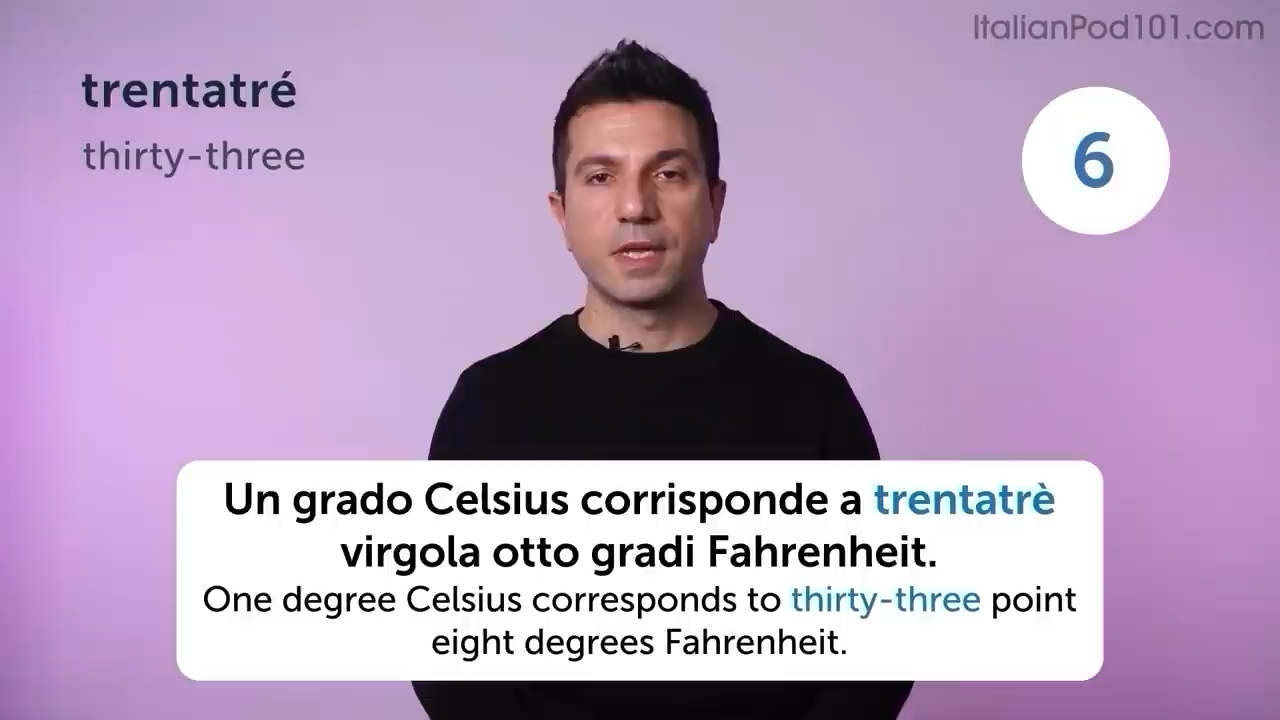 ItalianPod101.com
trentatré
thirty-three
6
Un grado Celsius corrisponde a trentatrè
virgola otto gradi Fahrenheit.
One degree Celsius corresponds to thirty-three point
eight degrees Fahrenheit.